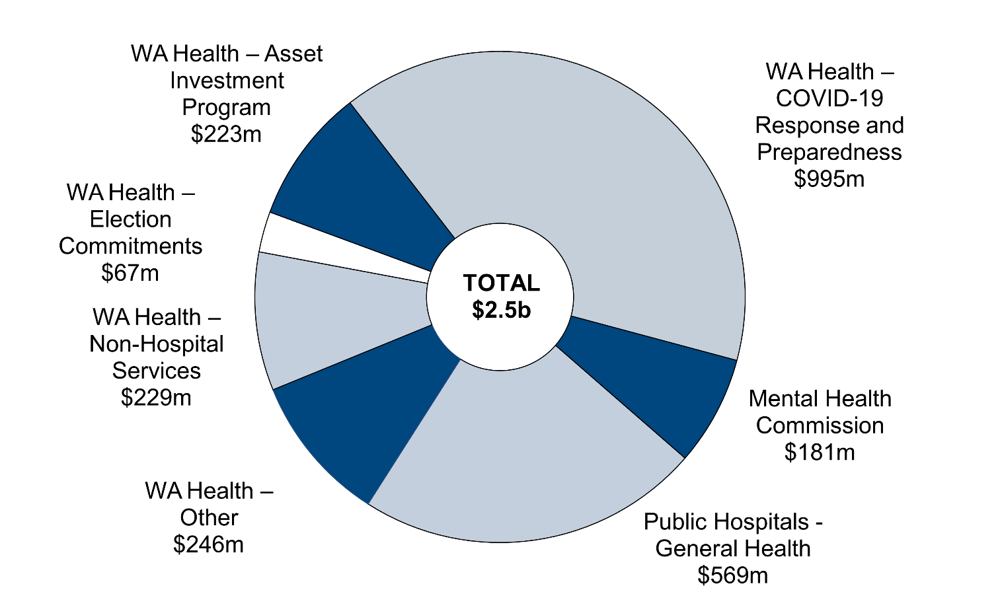 WA Health – Asset
Investment
Program
$223m
WA Health –
COVID-19
Response and
Preparedness
$995m
WA Health –
Election
Commitments
$67m
TOTAL
$2.5b
WA Health –
Non-Hospital
Services
$229m
Mental Health
Commission
$181m
WA Health –
Other
$246m
Public Hospitals -
General Health
$569m